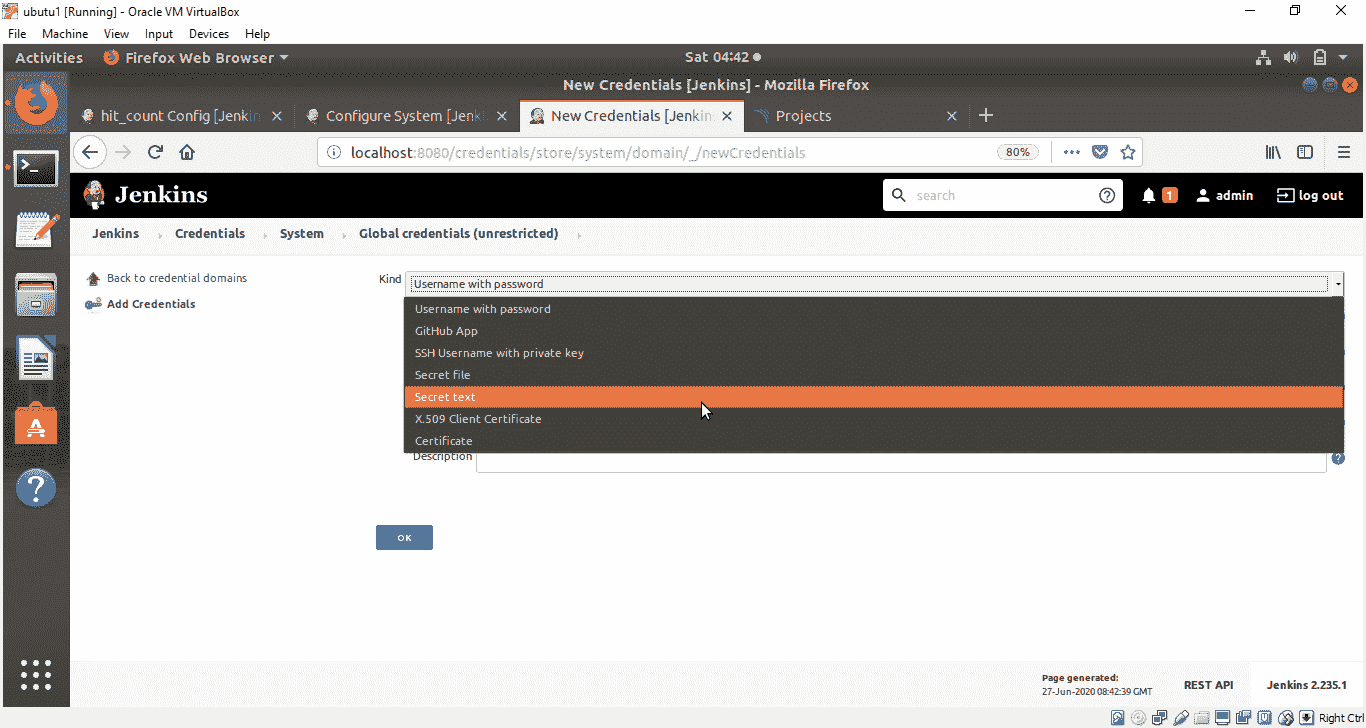 ubutu1 [Running] - Oracle VM VirtualBox
File Machine View Input Devices Help
Activities Firefox Web Browser Sat 04:42
New Credentials [Jenkins] - Mozilla Firefox
hit_count Config [Jenkin Configure System [Jenk New Credentials [Jenkins Projects
localhost:8080/credentials/store/system/domain/_/newCredentials 80%
Jenkins search 1 admin log out
Jenkins Credentials System Global credentials (unrestricted)
Back to credential domains
Add Credentials
Kind Username with password
Username with password
GitHub App
SSH Username with private key
Secret file
Secret text
X.509 Client Certificate
Certificate
Description
OK
Page generated:
27-Jun-2020 08:42:39 GMT
REST API
Jenkins 2.235.1
Right Ctrl